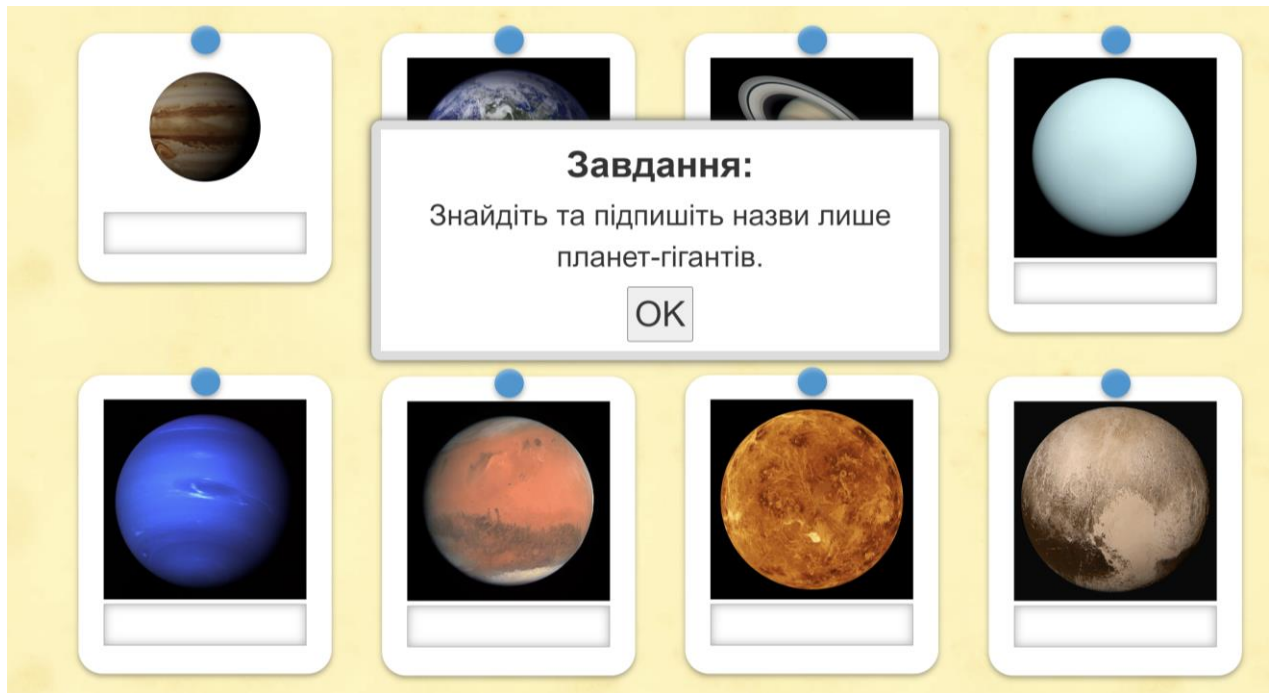 Завдання:
Знайдіть та підпишіть назви лише
планет-гігантів.
OK